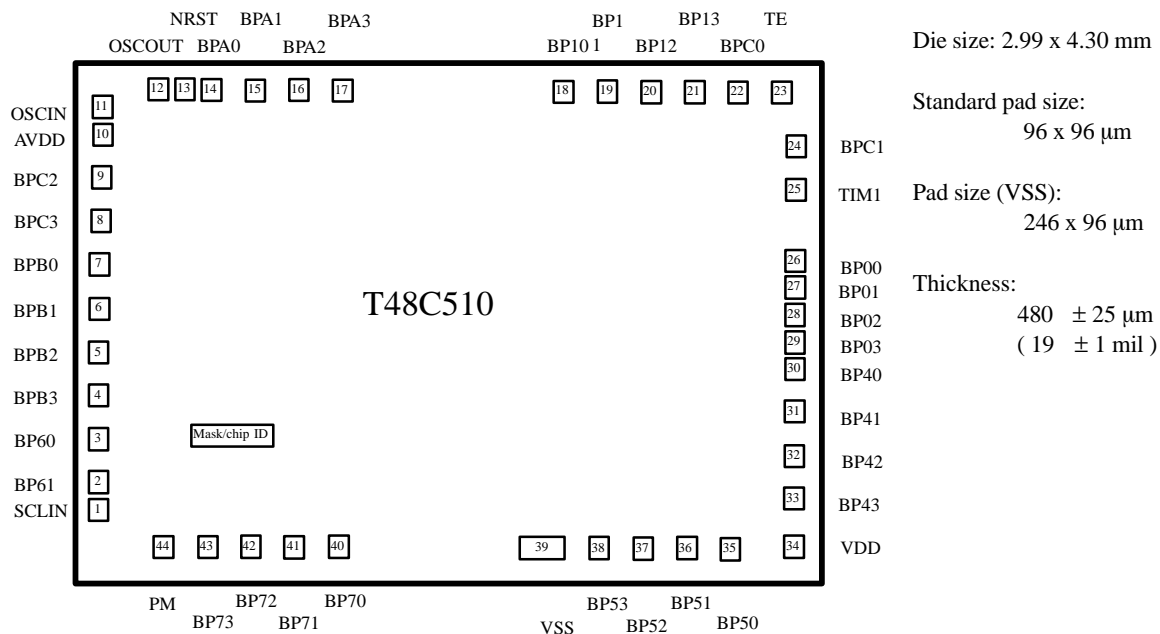 NRST BPA1 BPA3 BP1 BP13 TE
OSCOUT BPA0 BPA2 BP10 1 BP12 BPC0
12 13 14 15 16 17 18 19 20 21 22 23
OSCIN 11
AVDD 10
BPC2 9
BPC3 8
BPB0 7
BPB1 6
BPB2 5
BPB3 4
BP60 3
BP61 2
SCLIN 1
T48C510
Mask/chip ID
24 BPC1
25 TIM1
26 BP00
27 BP01
28 BP02
29 BP03
30 BP40
31 BP41
32 BP42
33 BP43
44 43 42 41 40 39 38 37 36 35 34 VDD
PM BP72 BP70 BP53 BP51
BP73 BP71 VSS BP52 BP50
Die size: 2.99 x 4.30 mm
Standard pad size:
96 x 96 μm
Pad size (VSS):
246 x 96 μm
Thickness:
480 ± 25 μm
( 19 ± 1 mil )